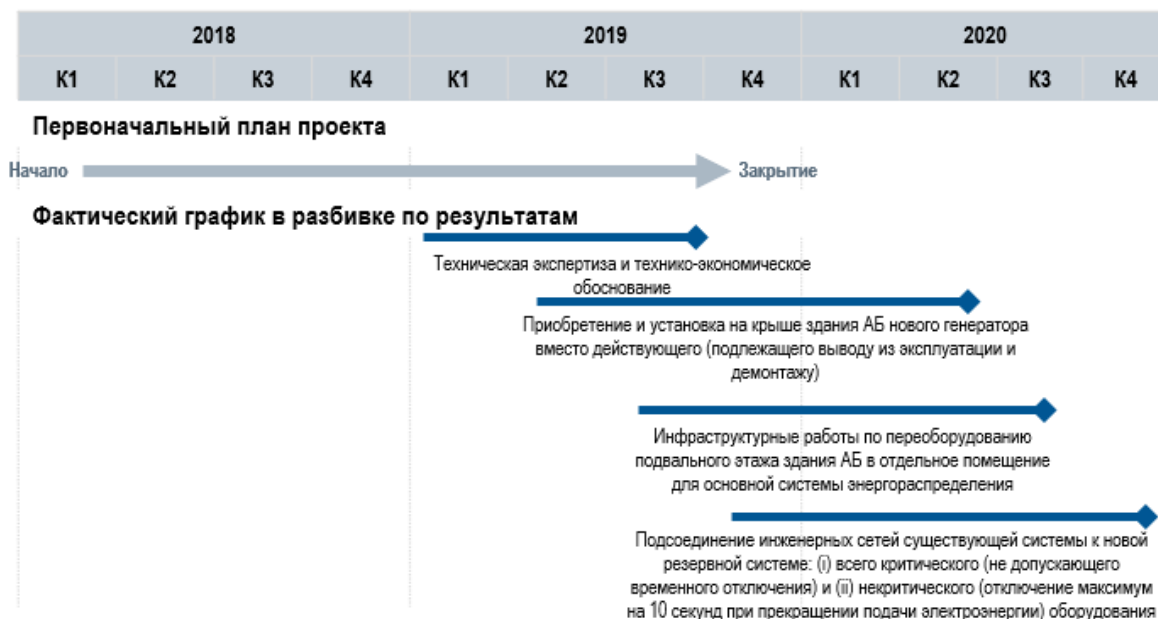 2018 2019 2020
К1 К2 К3 К4 К1 К2 К3 К4 К1 К2 К3 К4
Первоначальный план проекта
Начало Закрытие
Фактический график в разбивке по результатам
Техническая экспертиза и технико-экономическое
обоснование
Приобретение и установка на крыше здания АБ нового генератора
вместо действующего (подлежащего выводу из эксплуатации и
демонтажу)
Инфраструктурные работы по переоборудованию
подвального этажа здания АБ в отдельное помещение
для основной системы энергораспределения
Подсоединение инженерных сетей существующей системы к новой
резервной системе: (i) всего критического (не допускающего
временного отключения) и (ii) некритического (отключение максимум
на 10 секунд при прекращении подачи электроэнергии) оборудования